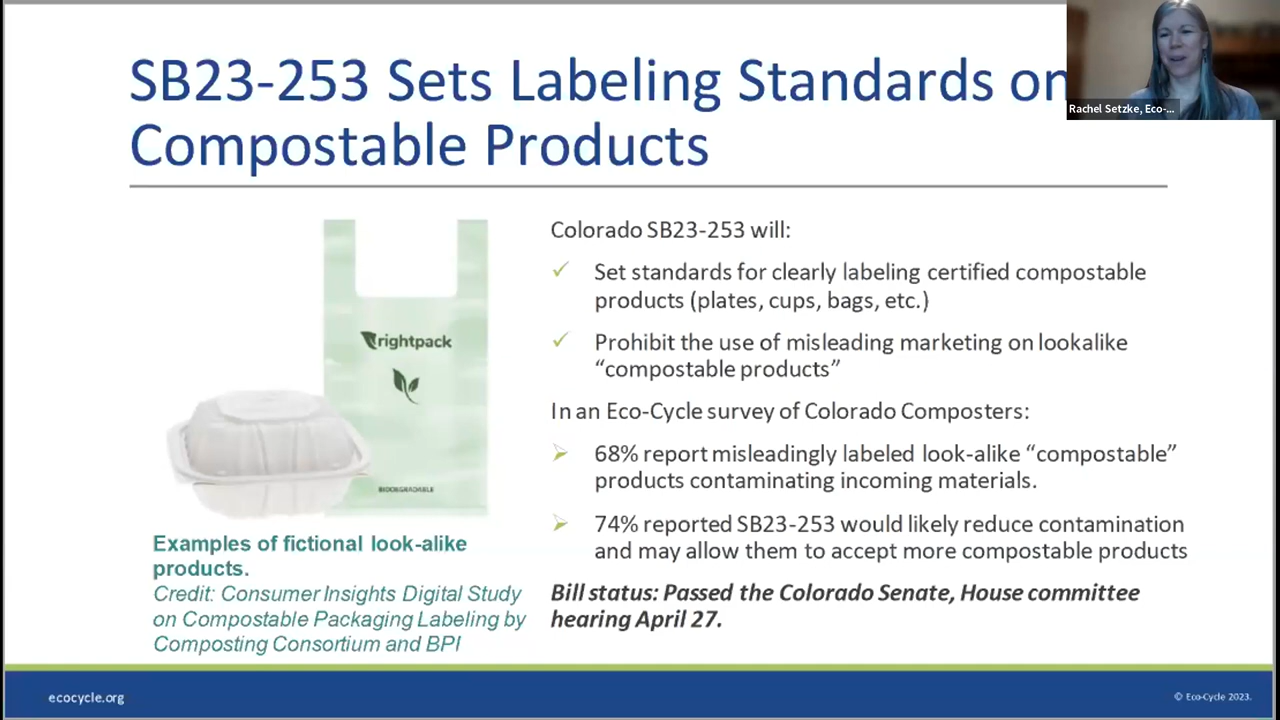 SB23-253 Sets Labeling Standards on
Compostable Products
Rachel Setzke, Eco-...
Colorado SB23-253 will:
Set standards for clearly labeling certified compostable
products (plates, cups, bags, etc.)
Prohibit the use of misleading marketing on lookalike
“compostable products”
In an Eco-Cycle survey of Colorado Composters:
68% report misleadingly labeled look-alike “compostable”
products contaminating incoming materials.
74% reported SB23-253 would likely reduce contamination
and may allow them to accept more compostable products
Bill status: Passed the Colorado Senate, House committee
hearing April 27.
rightpack
BIODEGRADABLE
Examples of fictional look-alike
products.
Credit: Consumer Insights Digital Study
on Compostable Packaging Labeling by
Composting Consortium and BPI
ecocycle.org
© Eco-Cycle 2023.